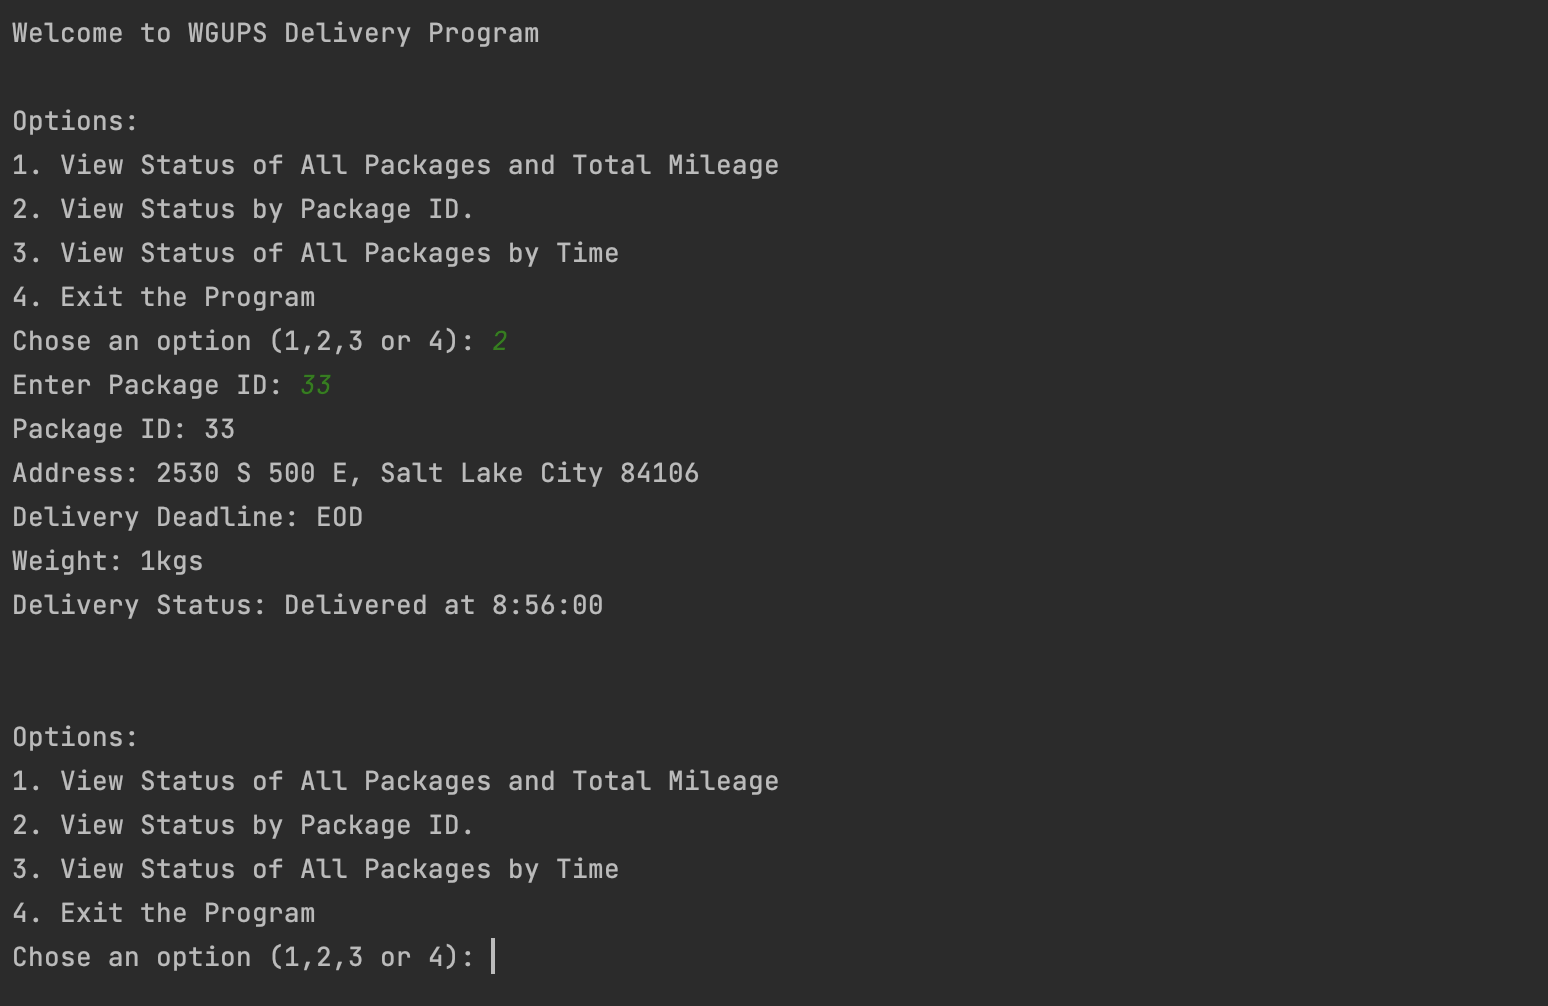 Welcome to WGUPS Delivery Program
Options:
1. View Status of All Packages and Total Mileage
2. View Status by Package ID.
3. View Status of All Packages by Time
4. Exit the Program
Chose an option (1,2,3 or 4): 2
Enter Package ID: 33
Package ID: 33
Address: 2530 S 500 E, Salt Lake City 84106
Delivery Deadline: EOD
Weight: 1kgs
Delivery Status: Delivered at 8:56:00
Options:
1. View Status of All Packages and Total Mileage
2. View Status by Package ID.
3. View Status of All Packages by Time
4. Exit the Program
Chose an option (1,2,3 or 4):